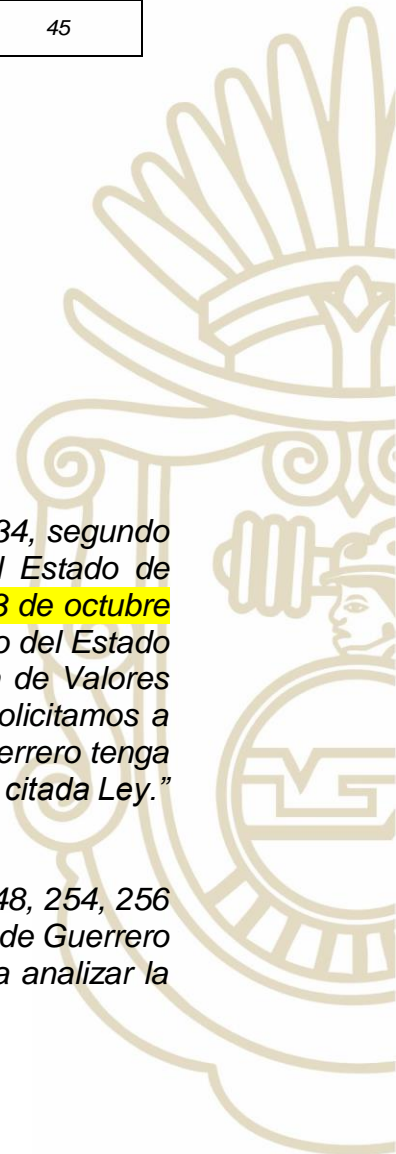 45
34, segundo
l Estado de
3 de octubre
o del Estado
de Valores
olicitamos a
errero tenga
citada Ley.”
48, 254, 256
de Guerrero
a analizar la